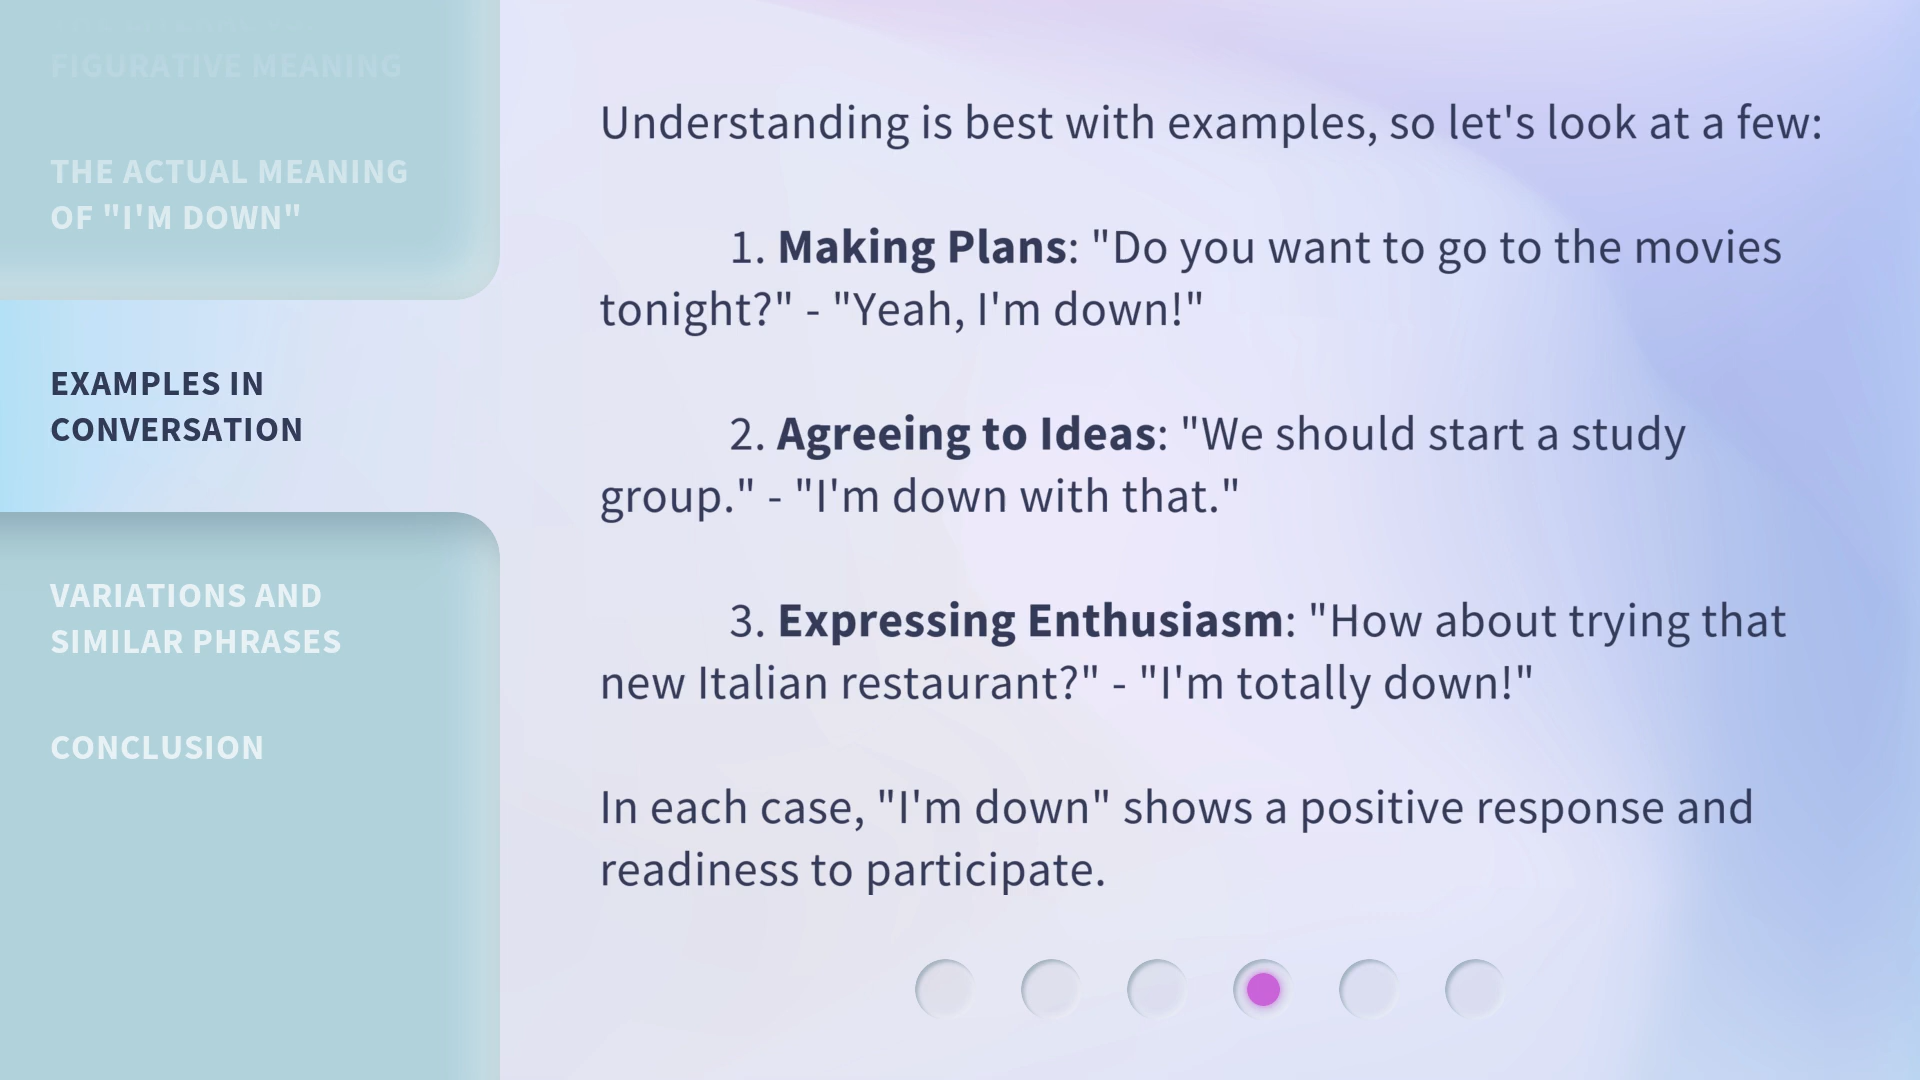 FIGURATIVE MEANING
THE ACTUAL MEANING
OF "I'M DOWN"
EXAMPLES IN
CONVERSATION
VARIATIONS AND
SIMILAR PHRASES
CONCLUSION
Understanding is best with examples, so let's look at a few:
1. Making Plans: "Do you want to go to the movies
tonight?" - "Yeah, I'm down!"
2. Agreeing to Ideas: "We should start a study
group." - "I'm down with that."
3. Expressing Enthusiasm: "How about trying that
new Italian restaurant?" - "I'm totally down!"
In each case, "I'm down" shows a positive response and
readiness to participate.